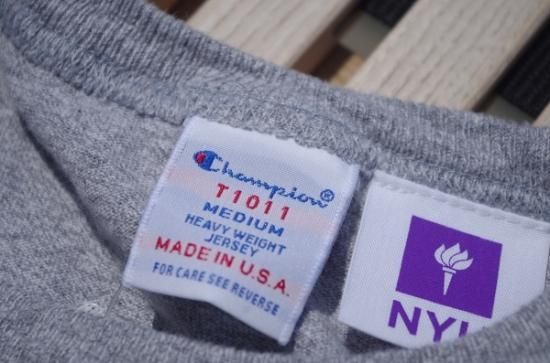 Champion®
T1011
MEDIUM
HEAVY WEIGHT
JERSEY
MADE IN U.S.A.
FOR CARE SEE REVERSE
NYU